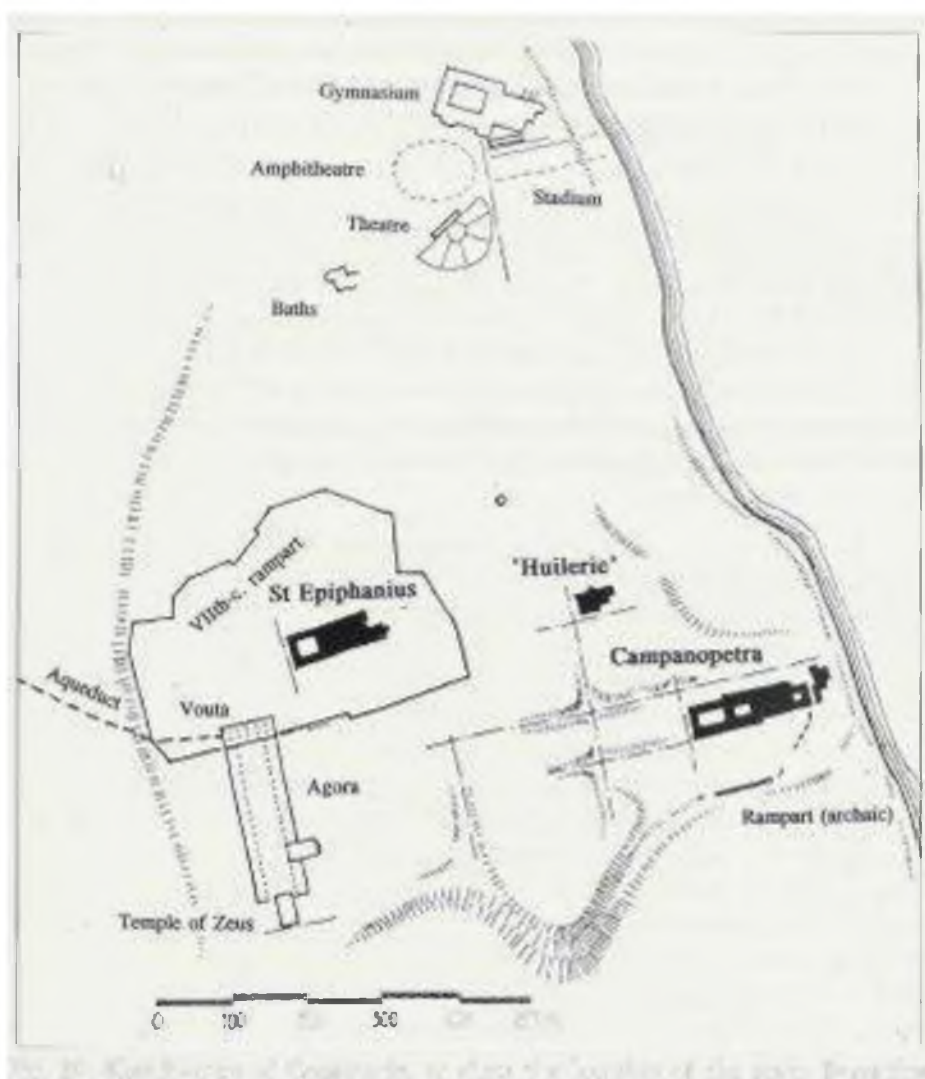 Gymnasium
Amphitheatre
Stadium
Theatre
Baths
"Huilerie"
VIIth-c. rampart
St Epiphanius
Campanopetra
Aqueduct
Vouta
Agora
Rampart (archaic)
Temple of Zeus
0 100 500